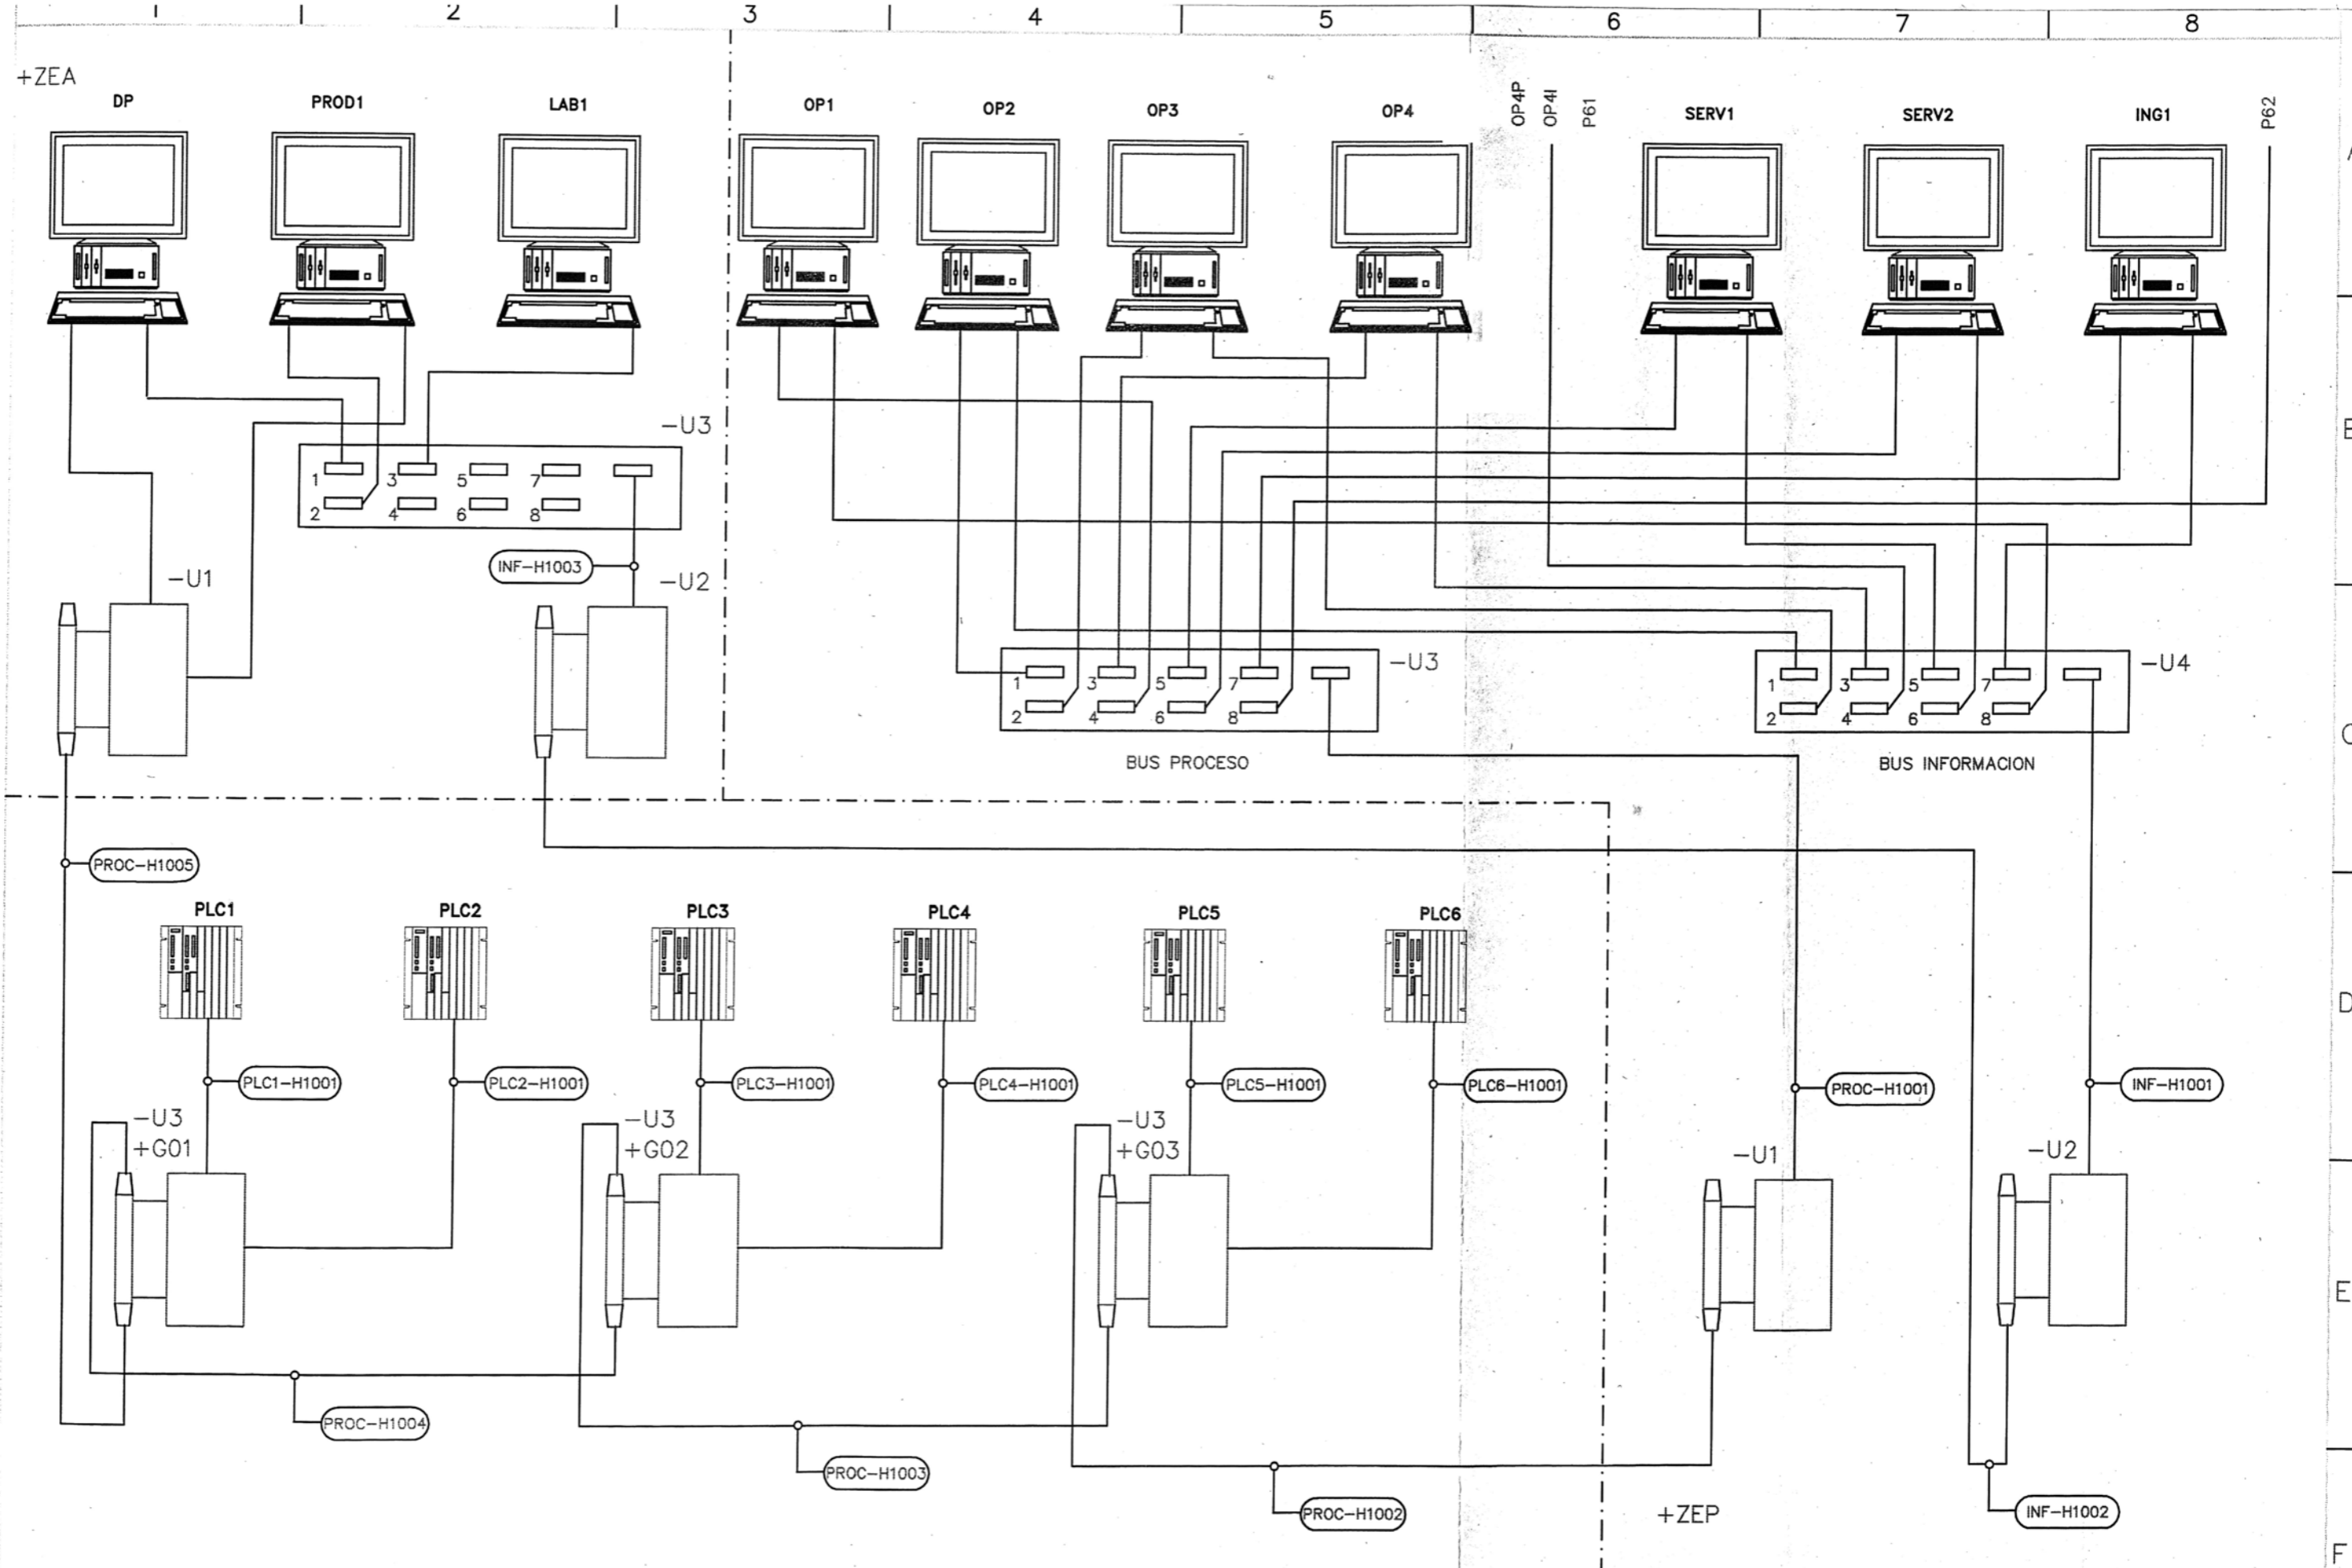 2 3 4 5 6 7 8
+ZEA
DP PROD1 LAB1 OP1 OP2 OP3 OP4 OP4P OP4I P61 SERV1 SERV2 ING1 P62
-U3
1 3 5 7
2 4 6 8
INF-H1003
-U1 -U2
-U3 -U4
1 3 5 7 1 3 5 7
2 4 6 8 2 4 6 8
BUS PROCESO BUS INFORMACION
PROC-H1005
PLC1 PLC2 PLC3 PLC4 PLC5 PLC6
D
PLC1-H1001 PLC2-H1001 PLC3-H1001 PLC4-H1001 PLC5-H1001 PLC6-H1001 PROC-H1001 INF-H1001
-U3 -U3 -U3
+G01 +G02 +G03 -U1 -U2
E
PROC-H1004
PROC-H1003
PROC-H1002 +ZEP INF-H1002
F